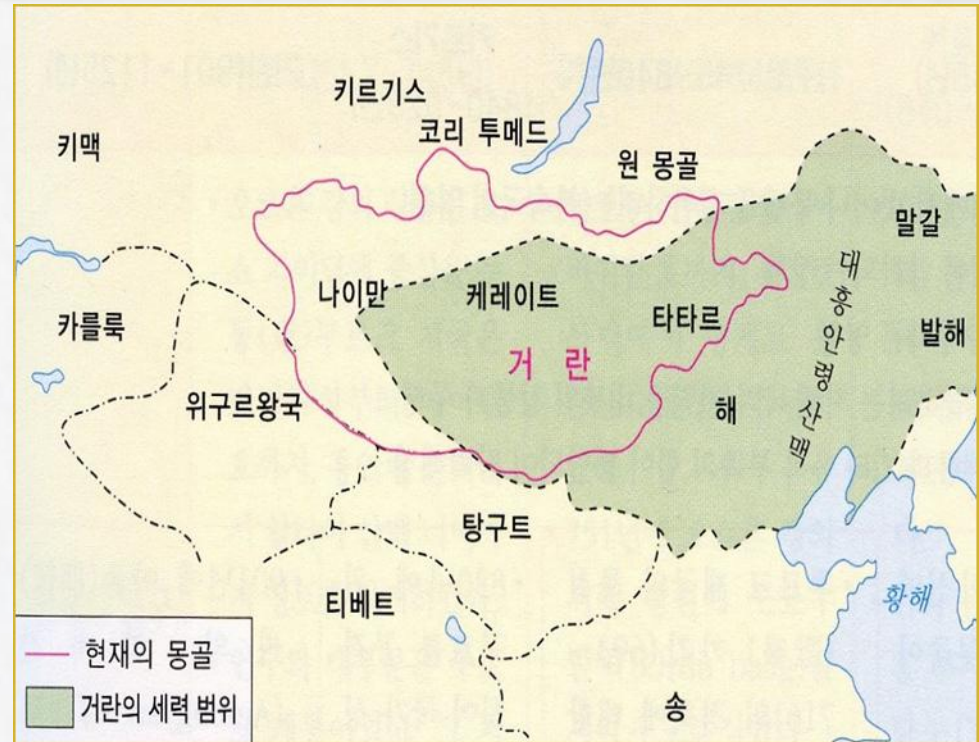 키르기스
코리 투메드
키맥
원 몽골
말갈
나이만
케레이트
타타르
대흥안령산맥
카를룩
발해
거란
위구르왕국
해
탕구트
티베트
황해
송
현재의 몽골
거란의 세력 범위